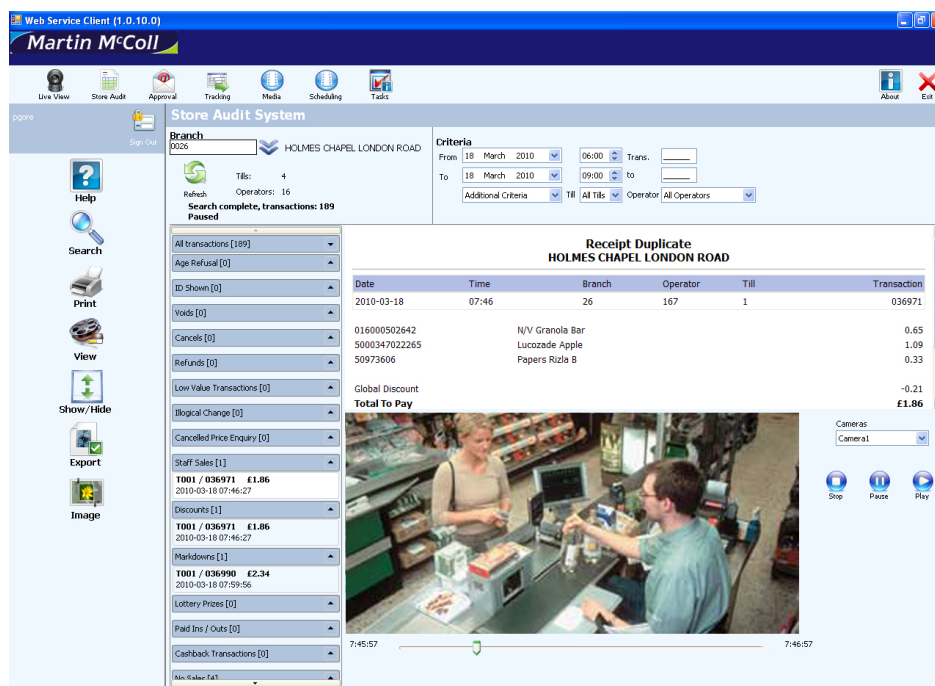 Web Service Client (1.0.10.0)
Martin McColl
Live View Store Audit Approval Tracking Media Scheduling Tasks About Exit
pgore
Sign Out
Store Audit System
Branch
0026 HOLMES CHAPEL LONDON ROAD
Refresh
Tills: 4
Operators: 16
Search complete, transactions: 189
Paused
Criteria
From 18 March 2010 06:00 Trans.
To 18 March 2010 09:00 to
Additional Criteria Till All Tills Operator All Operators
Help
Search
Print
View
Show/Hide
Export
Image
All transactions [189]
Age Refusal [0]
ID Shown [0]
Voids [0]
Cancels [0]
Refunds [0]
Low Value Transactions [0]
Illogical Change [0]
Cancelled Price Enquiry [0]
Staff Sales [1]
T001 / 036971 £1.86
2010-03-18 07:46:27
Discounts [1]
T001 / 036971 £1.86
2010-03-18 07:46:27
Markdowns [1]
T001 / 036990 £2.34
2010-03-18 07:59:56
Lottery Prizes [0]
Paid Ins / Outs [0]
Cashback Transactions [0]
No Sales [4]
Receipt Duplicate
HOLMES CHAPEL LONDON ROAD
Date Time Branch Operator Till Transaction
2010-03-18 07:46 26 167 1 036971
016000502642 N/V Granola Bar 0.65
5000347022265 Lucozade Apple 1.09
50973606 Papers Rizla B 0.33
Global Discount -0.21
Total To Pay £1.86
Cameras
Camera1
Stop Pause Play
7:45:57 7:46:57